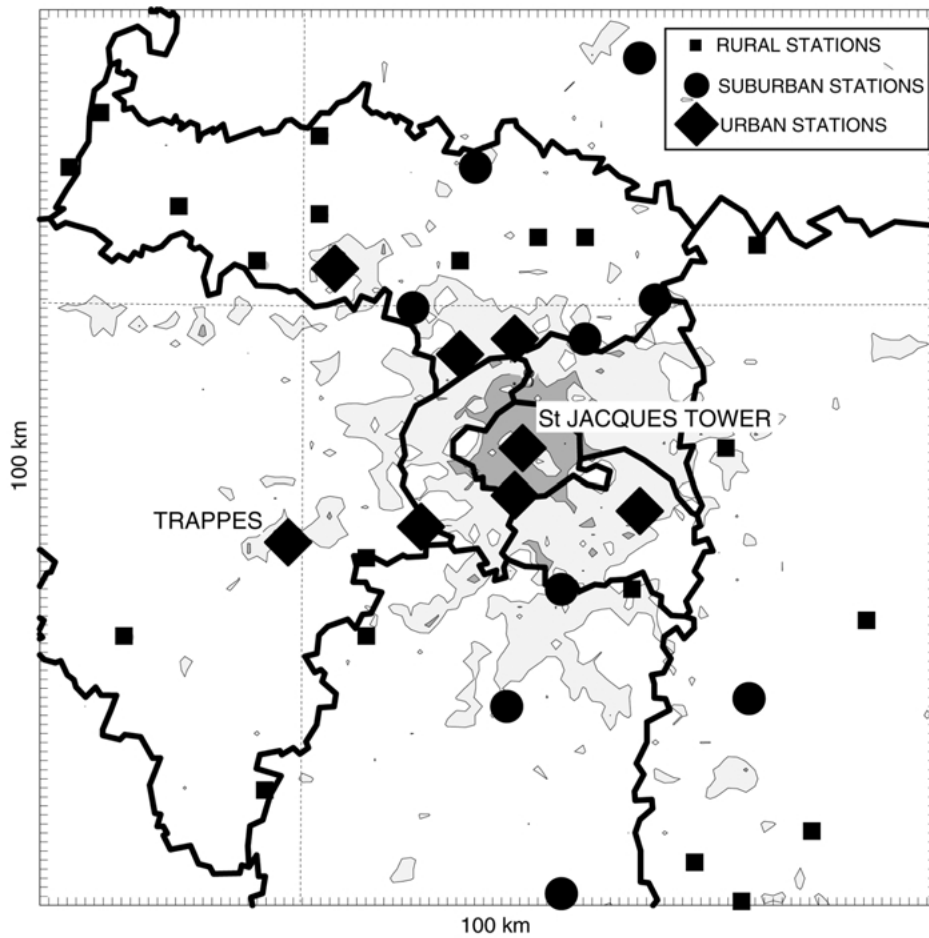 RURAL STATIONS
SUBURBAN STATIONS
URBAN STATIONS
St JACQUES TOWER
TRAPPES
100 km
100 km